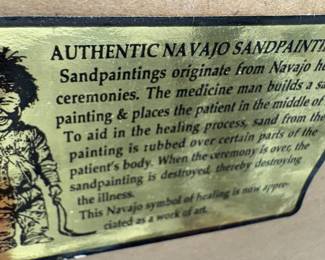 AUTHENTIC NAVAJO SANDPAINTI
Sandpaintings originate from Navajo he
ceremonies. The medicine man builds a sa
painting & places the patient in the middle of
To aid in the healing process, sand from the
painting is rubbed over certain parts of the
patient's body. When the ceremony is over, the
sandpainting is destroyed, thereby destroying
the illness.
This Navajo symbol of healing is now appre-
ciated as a work of art.